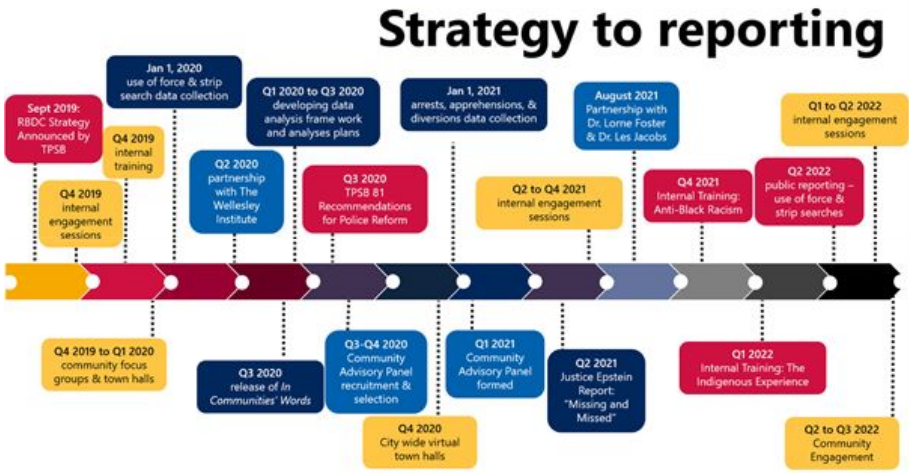 Strategy to reporting
Sept 2019:
RBDC Strategy
Announced by
TPSB
Q4 2019
internal
engagement
sessions
Q4 2019
internal
training
Jan 1, 2020
use of force & strip
search data collection
Q2 2020
partnership
with The
Wellesley
Institute
Q1 2020 to Q3 2020
developing data
analysis frame work
and analyses plans
Q3 2020
TPSB 81
Recommendations
for Police Reform
Jan 1, 2021
arrests, apprehensions, &
diversions data collection
Q2 to Q4 2021
internal engagement
sessions
August 2021
Partnership with
Dr. Lorne Foster
& Dr. Les Jacobs
Q4 2021
Internal Training:
Anti-Black Racism
Q2 2022
public reporting –
use of force &
strip searches
Q1 to Q2 2022
internal engagement
sessions
Q4 2019 to Q1 2020
community focus
groups & town halls
Q3 2020
release of In
Communities' Words
Q3-Q4 2020
Community
Advisory Panel
recruitment &
selection
Q4 2020
City wide virtual
town halls
Q1 2021
Community
Advisory Panel
formed
Q2 2021
Justice Epstein
Report:
"Missing and
Missed"
Q1 2022
Internal Training: The
Indigenous Experience
Q2 to Q3 2022
Community
Engagement